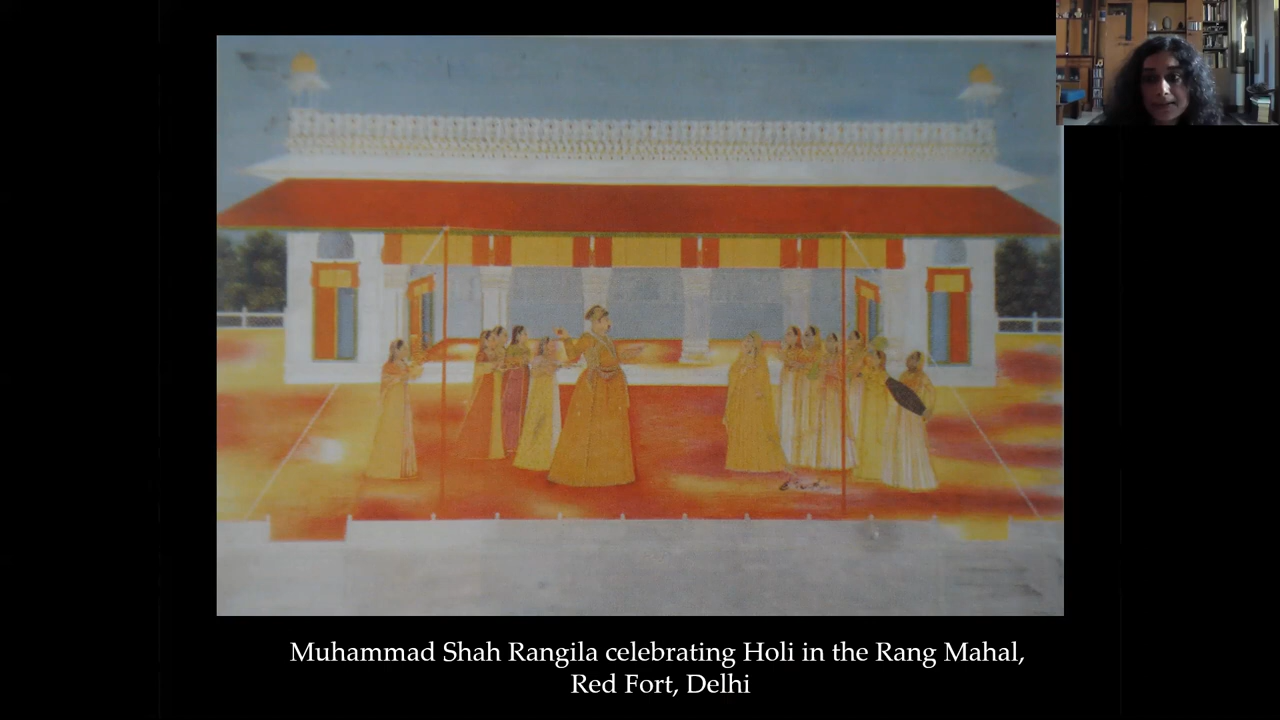 Muhammad Shah Rangila celebrating Holi in the Rang Mahal,
Red Fort, Delhi